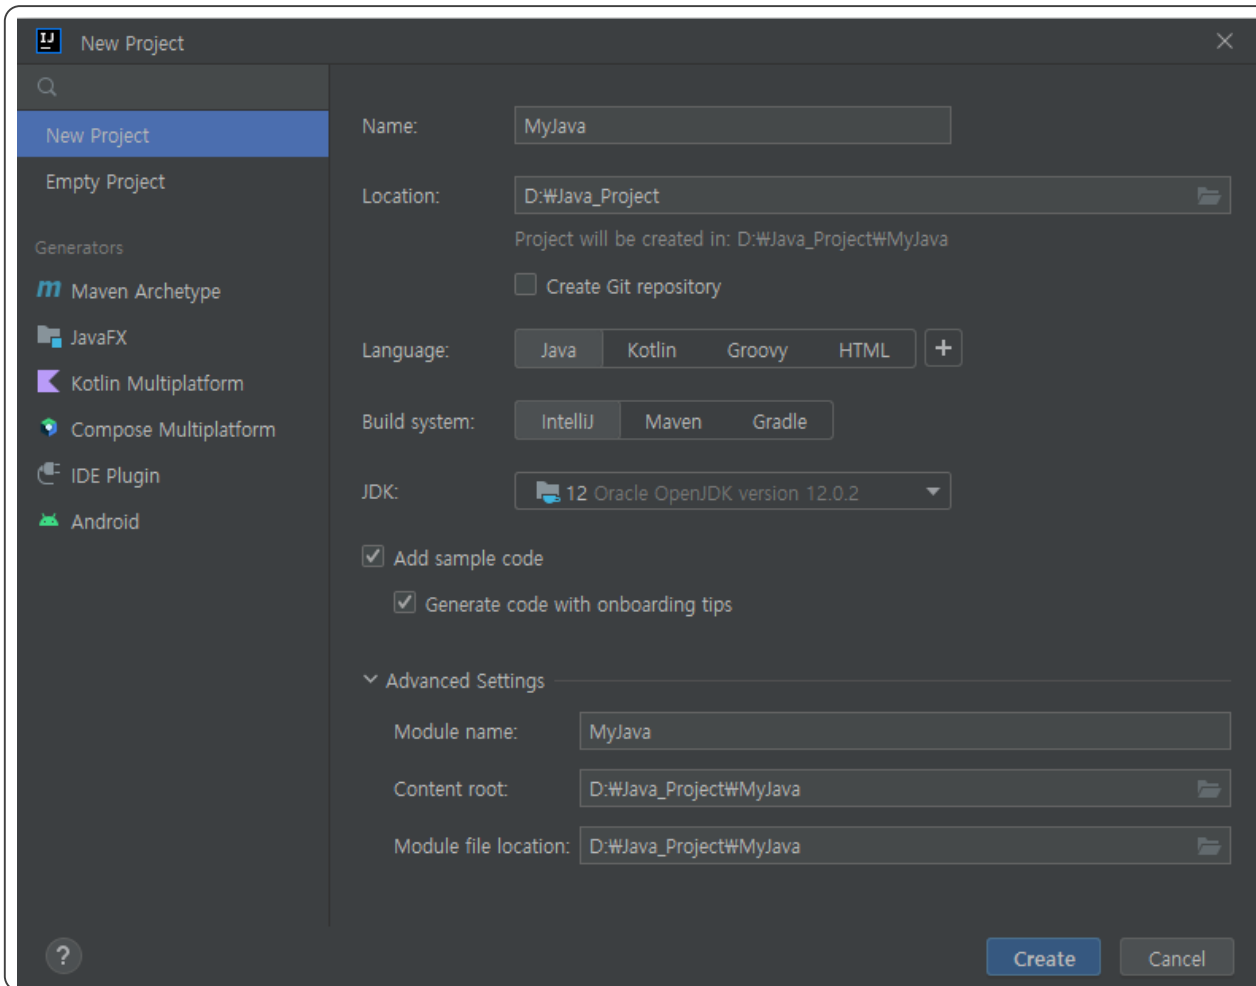 New Project
New Project
Empty Project
Generators
Maven Archetype
JavaFX
Kotlin Multiplatform
Compose Multiplatform
IDE Plugin
Android
Name: MyJava
Location: D:₩Java_Project
Project will be created in: D:₩Java_Project₩MyJava
Create Git repository
Language: Java Kotlin Groovy HTML +
Build system: IntelliJ Maven Gradle
JDK: 12 Oracle OpenJDK version 12.0.2
Add sample code
Generate code with onboarding tips
Advanced Settings
Module name: MyJava
Content root: D:₩Java_Project₩MyJava
Module file location: D:₩Java_Project₩MyJava
? Create Cancel